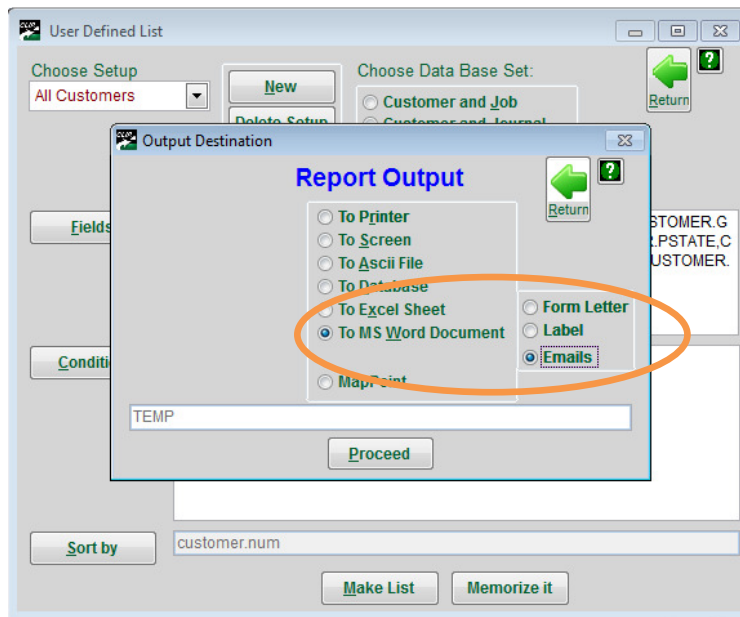 User Defined List
Choose Setup
All Customers
New
Delete Setup
Choose Data Base Set:
Customer and Job
Customer and Journal
Return
Output Destination
Report Output
Return
To Printer
To Screen
To Ascii File
To Database
To Excel Sheet
To MS Word Document
MapPoint
Form Letter
Label
Emails
TEMP
Proceed
Fields
STOMER.G
.PSTATE,C
USTOMER.
Conditi
Sort by
customer.num
Make List
Memorize it